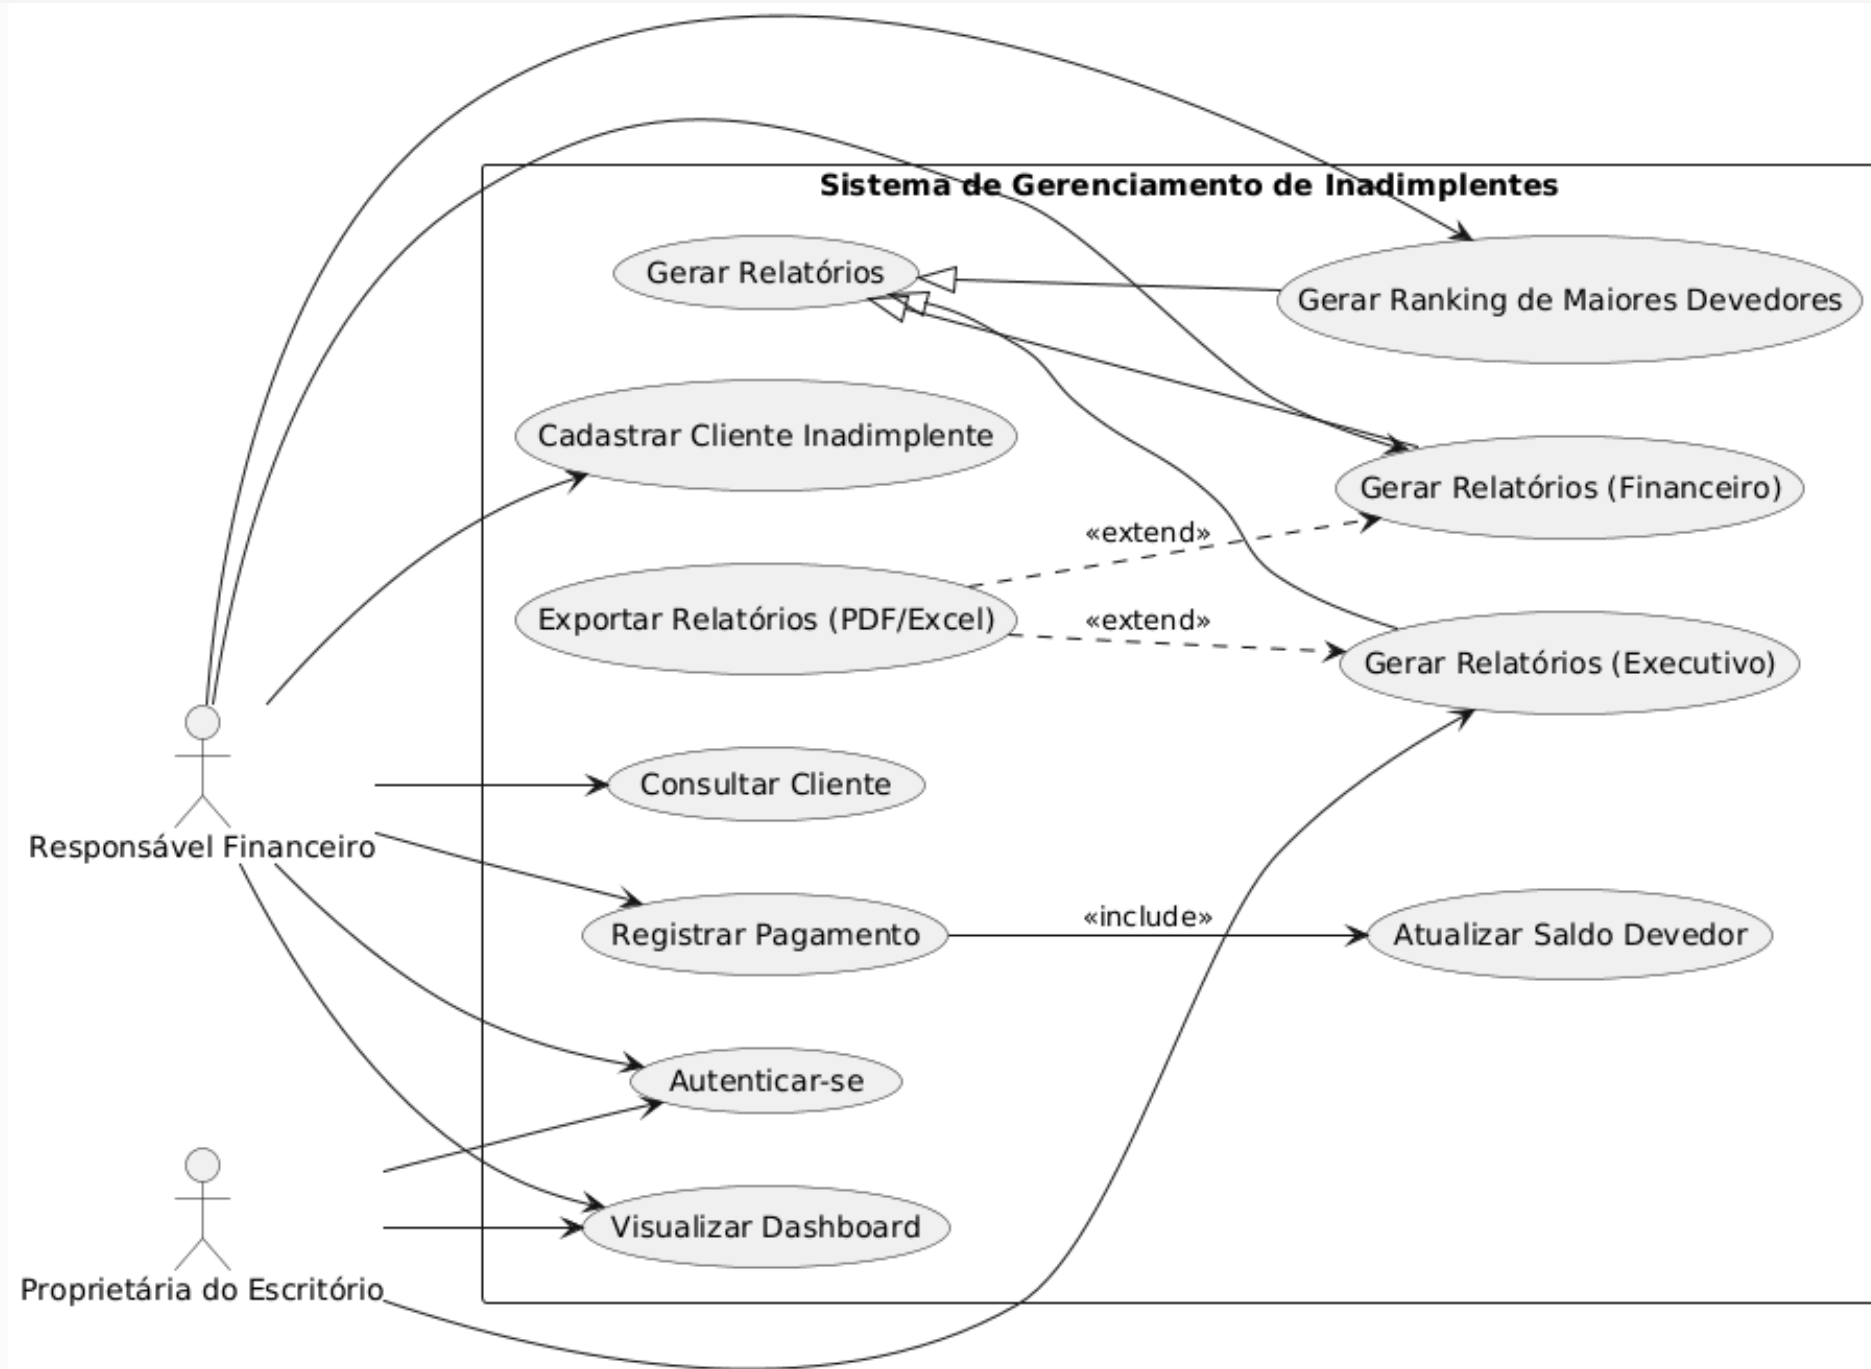 Sistema de Gerenciamento de Inadimplentes
Gerar Relatórios
Gerar Ranking de Maiores Devedores
Cadastrar Cliente Inadimplente
Gerar Relatórios (Financeiro)
«extend»
Exportar Relatórios (PDF/Excel)
«extend»
Gerar Relatórios (Executivo)
Consultar Cliente
Responsável Financeiro
Registrar Pagamento
«include»
Atualizar Saldo Devedor
Autenticar-se
Visualizar Dashboard
Proprietária do Escritório